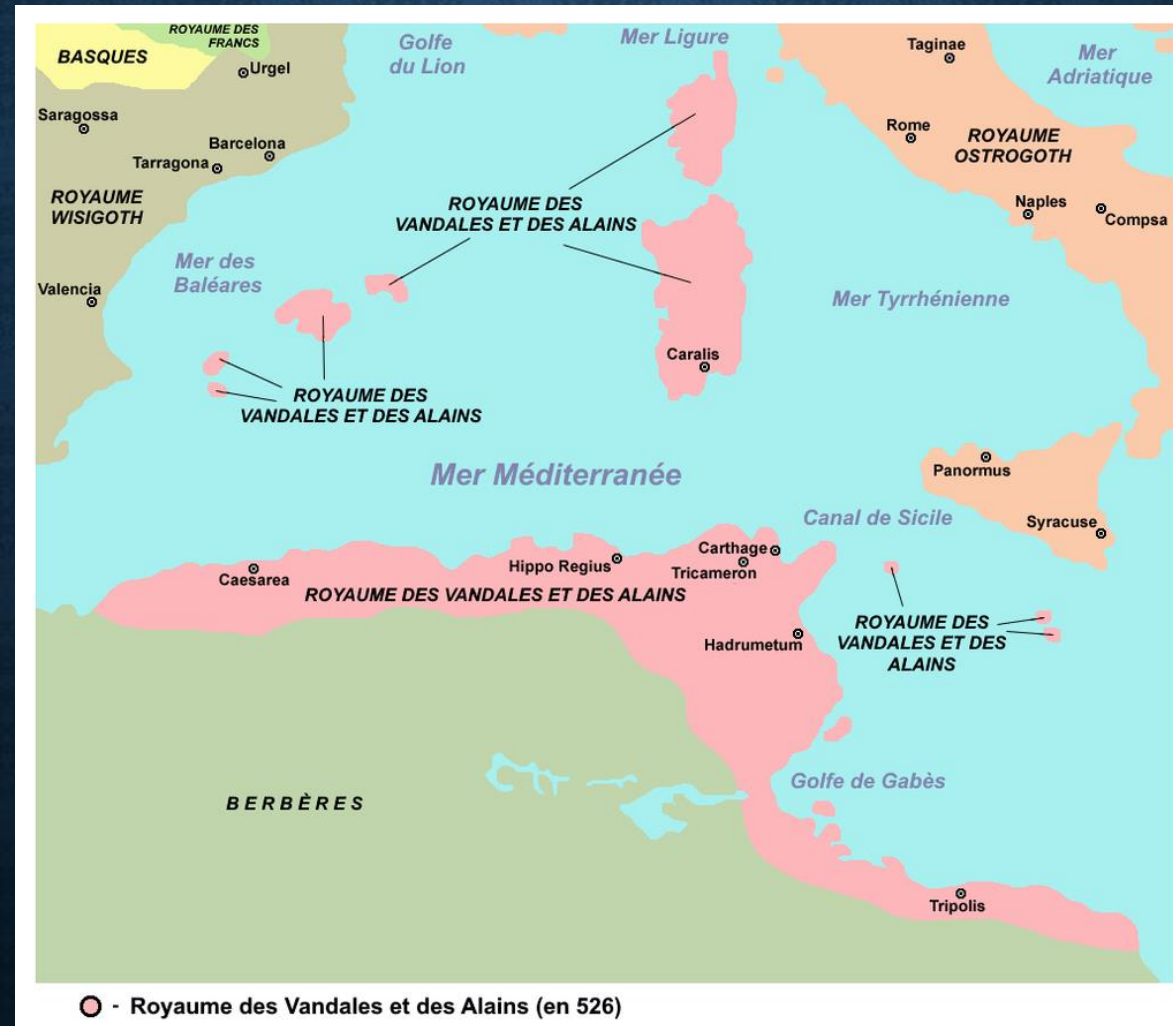 ROYAUME DES
FRANCS
BASQUES
Urgel
Golfe
du Lion
Mer Ligure
Taginae
Mer
Adriatique
Saragossa
Barcelona
Tarragona
Rome
ROYAUME
OSTROGOTH
ROYAUME
WISIGOTH
ROYAUME DES
VANDALES ET DES ALAINS
Naples
Compsa
Mer des
Baléares
Valencia
Mer Tyrrhénienne
Caralis
ROYAUME DES
VANDALES ET DES ALAINS
Mer Méditerranée
Panormus
Canal de Sicile
Syracuse
Carthage
Hippo Regius
Tricameron
Caesarea
ROYAUME DES VANDALES ET DES ALAINS
Hadrumetum
ROYAUME DES
VANDALES ET DES
ALAINS
Golfe de Gabès
BERBÈRES
Tripolis
- Royaume des Vandales et des Alains (en 526)